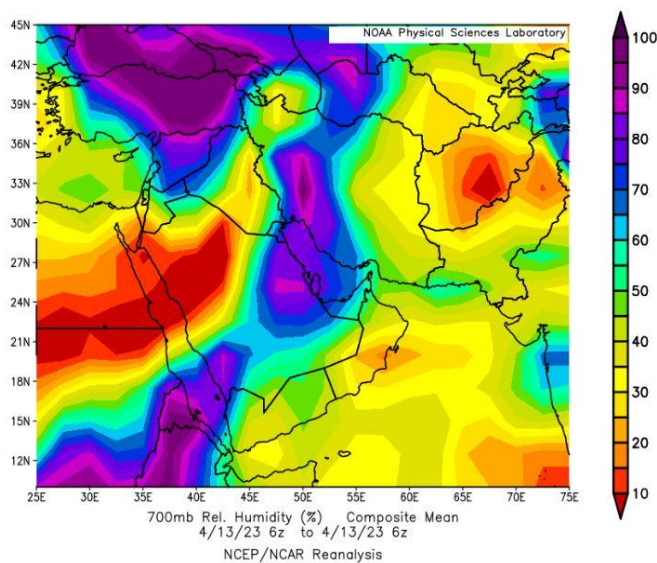 NOAA Physical Sciences Laboratory
45N
42N
39N
36N
33N
30N
27N
24N
21N
18N
15N
12N
25E 30E 35E 40E 45E 50E 55E 60E 65E 70E 75E
100
90
80
70
60
50
40
30
20
10
700mb Rel. Humidity (%) Composite Mean
4/13/23 6z to 4/13/23 6z
NCEP/NCAR Reanalysis